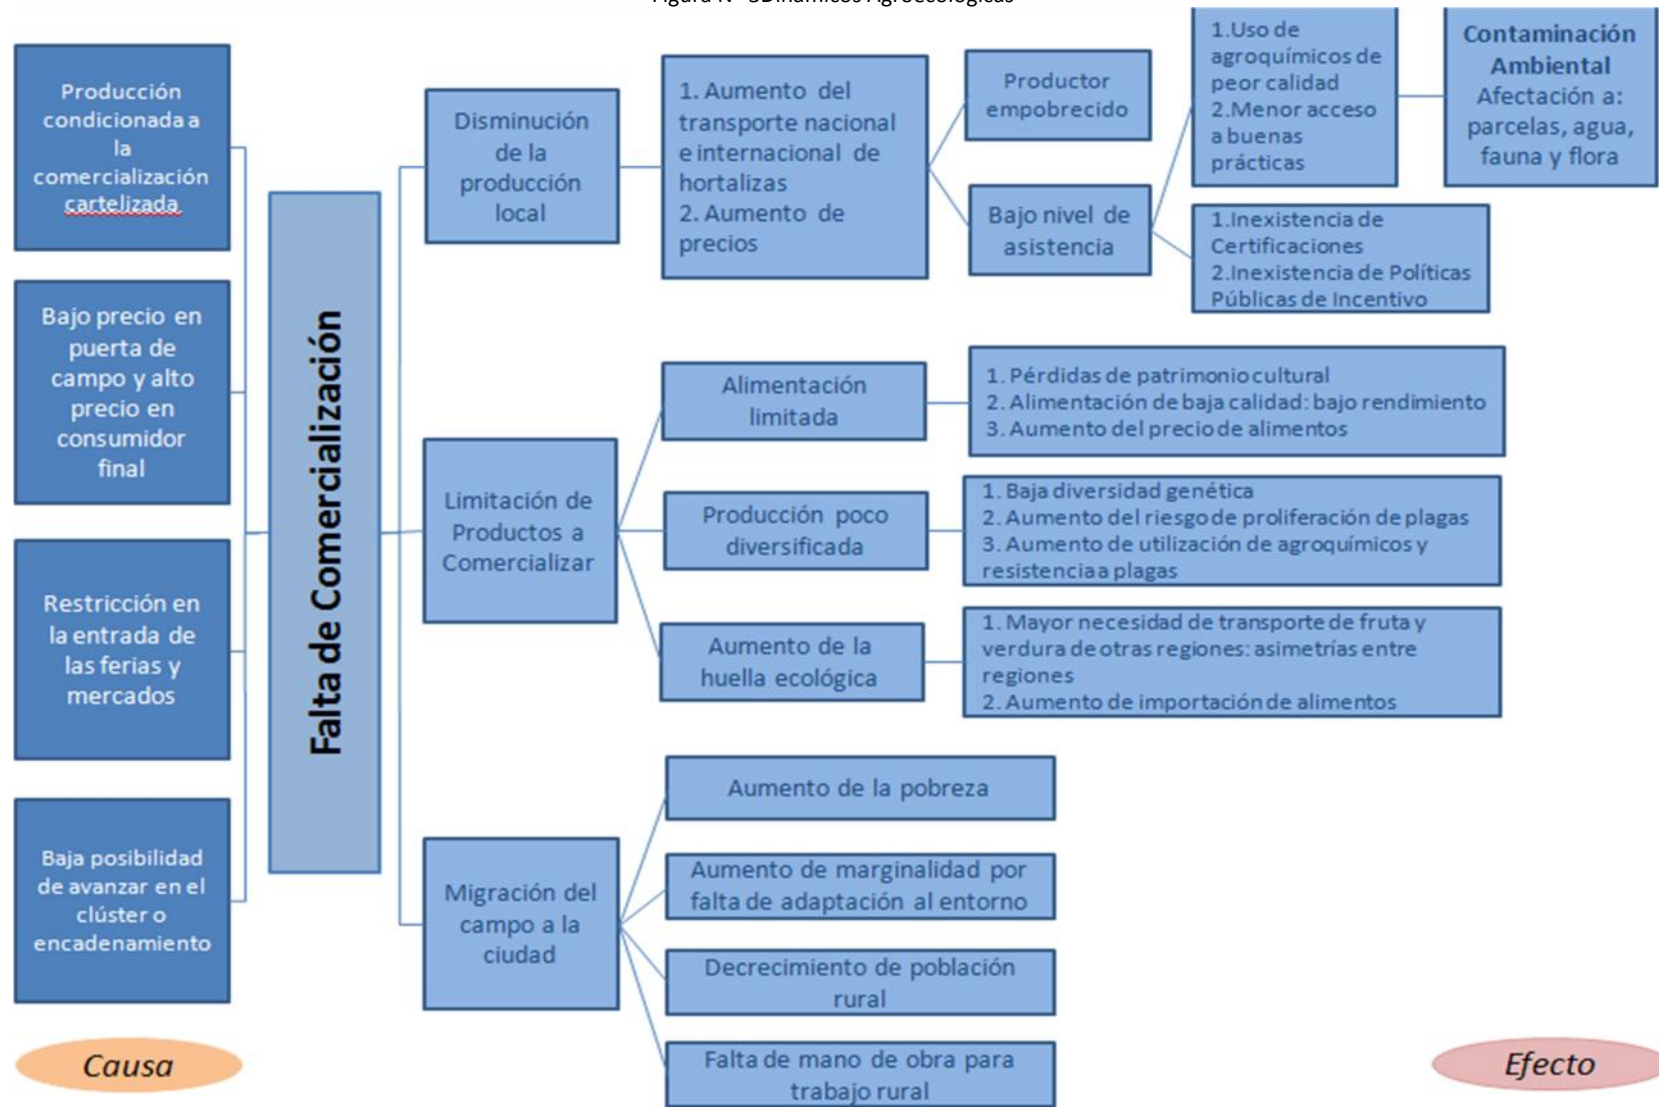 Figura N° 3Dinámicos Agroecológicas
Producción
condicionada a
la
comercialización
cartelizada
Bajo precio en
puerta de
campo y alto
precio en
consumidor
final
Restricción en
la entrada de
las ferias y
mercados
Baja posibilidad
de avanzar en el
clúster o
encadenamiento
Falta de Comercialización
Disminución
de la
producción
local
1. Aumento del
transporte nacional
e internacional de
hortalizas
2. Aumento de
precios
Productor
empobrecido
Bajo nivel de
asistencia
1.Uso de
agroquímicos de
peor calidad
2.Menor acceso
a buenas
prácticas
Contaminación
Ambiental
Afectación a:
parcelas, agua,
fauna y flora
1.Inexistencia de
Certificaciones
2.Inexistencia de Políticas
Públicas de Incentivo
Limitación de
Productos a
Comercializar
Alimentación
limitada
1. Pérdidas de patrimonio cultural
2. Alimentación de baja calidad: bajo rendimiento
3. Aumento del precio de alimentos
Producción poco
diversificada
1. Baja diversidad genética
2. Aumento del riesgo de proliferación de plagas
3. Aumento de utilización de agroquímicos y
resistencia a plagas
Aumento de la
huella ecológica
1. Mayor necesidad de transporte de fruta y
verdura de otras regiones: asimetrías entre
regiones
2. Aumento de importación de alimentos
Migración del
campo a la
ciudad
Aumento de la pobreza
Aumento de marginalidad por
falta de adaptación al entorno
Decrecimiento de población
rural
Falta de mano de obra para
trabajo rural
Causa
Efecto